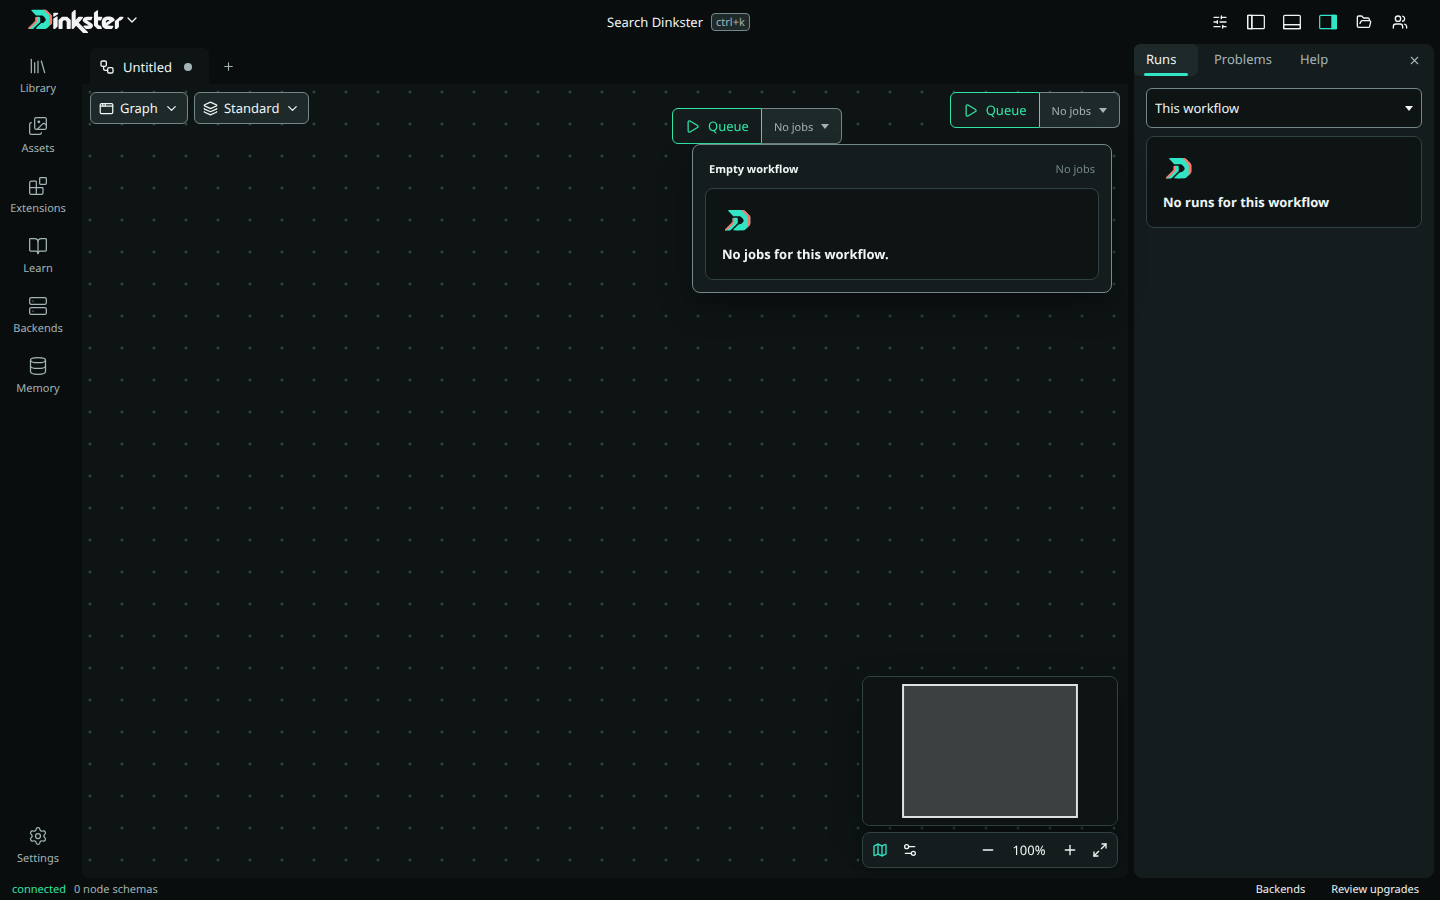 Dinkster
Search Dinkster ctrl+k
Library
Assets
Extensions
Learn
Backends
Memory
Settings
Untitled
Graph
Standard
Queue No jobs
Queue No jobs
Empty workflow No jobs
No jobs for this workflow.
100%
Runs Problems Help
This workflow
No runs for this workflow
connected 0 node schemas
Backends Review upgrades